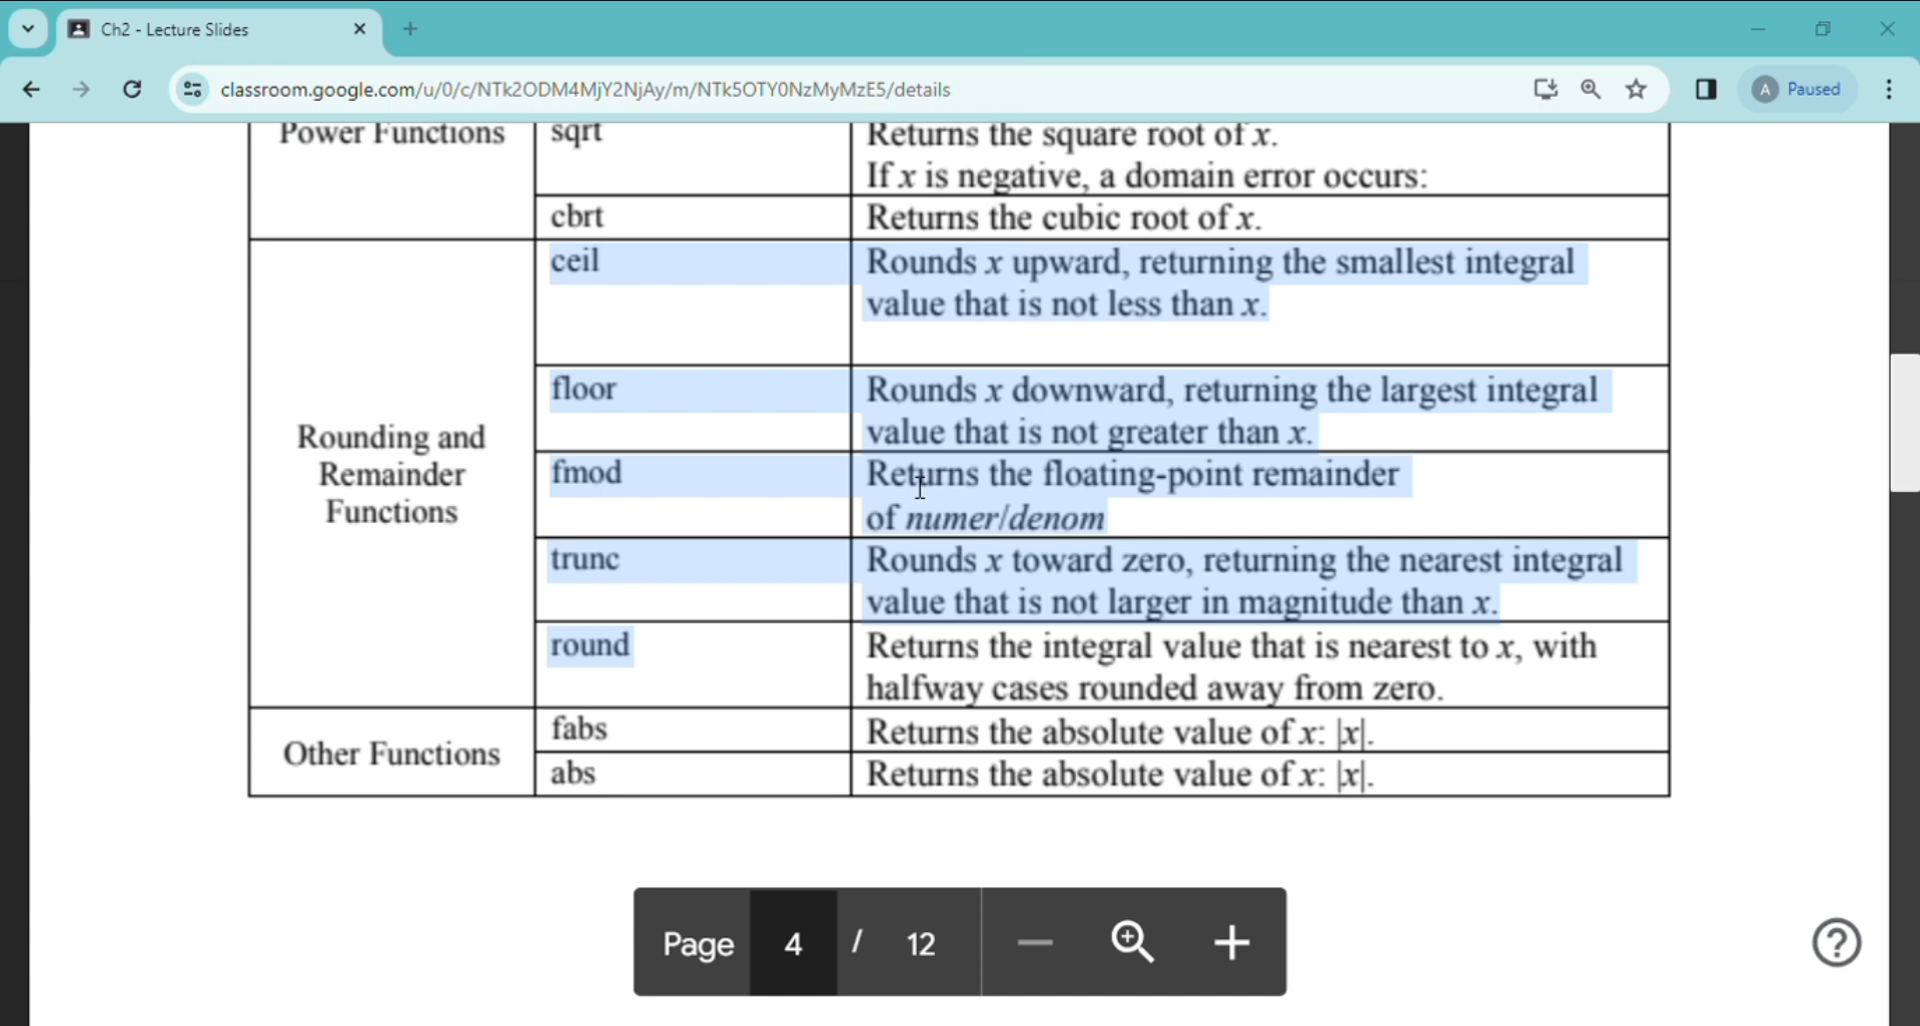 Ch2 - Lecture Slides
classroom.google.com/u/0/c/NTk2ODM4MjY2NjAy/m/NTk5OTY0NzMyMzE5/details
A Paused
Power Functions
sqrt
Returns the square root of x.
If x is negative, a domain error occurs:
cbrt
Returns the cubic root of x.
Rounding and
Remainder
Functions
ceil
Rounds x upward, returning the smallest integral
value that is not less than x.
floor
Rounds x downward, returning the largest integral
value that is not greater than x.
fmod
Returns the floating-point remainder
of numer/denom
trunc
Rounds x toward zero, returning the nearest integral
value that is not larger in magnitude than x.
round
Returns the integral value that is nearest to x, with
halfway cases rounded away from zero.
Other Functions
fabs
Returns the absolute value of x: |x|.
abs
Returns the absolute value of x: |x|.
Page 4 / 12